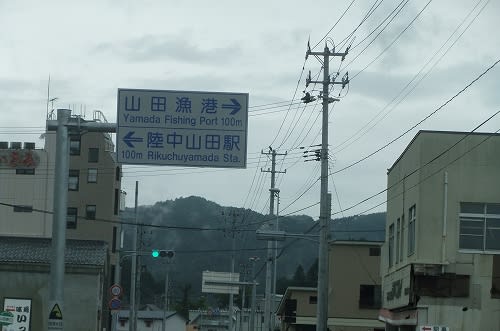 山田漁港→
Yamada Fishing Port 100m
←陸中山田駅
100m Rikuchuyamada Sta.